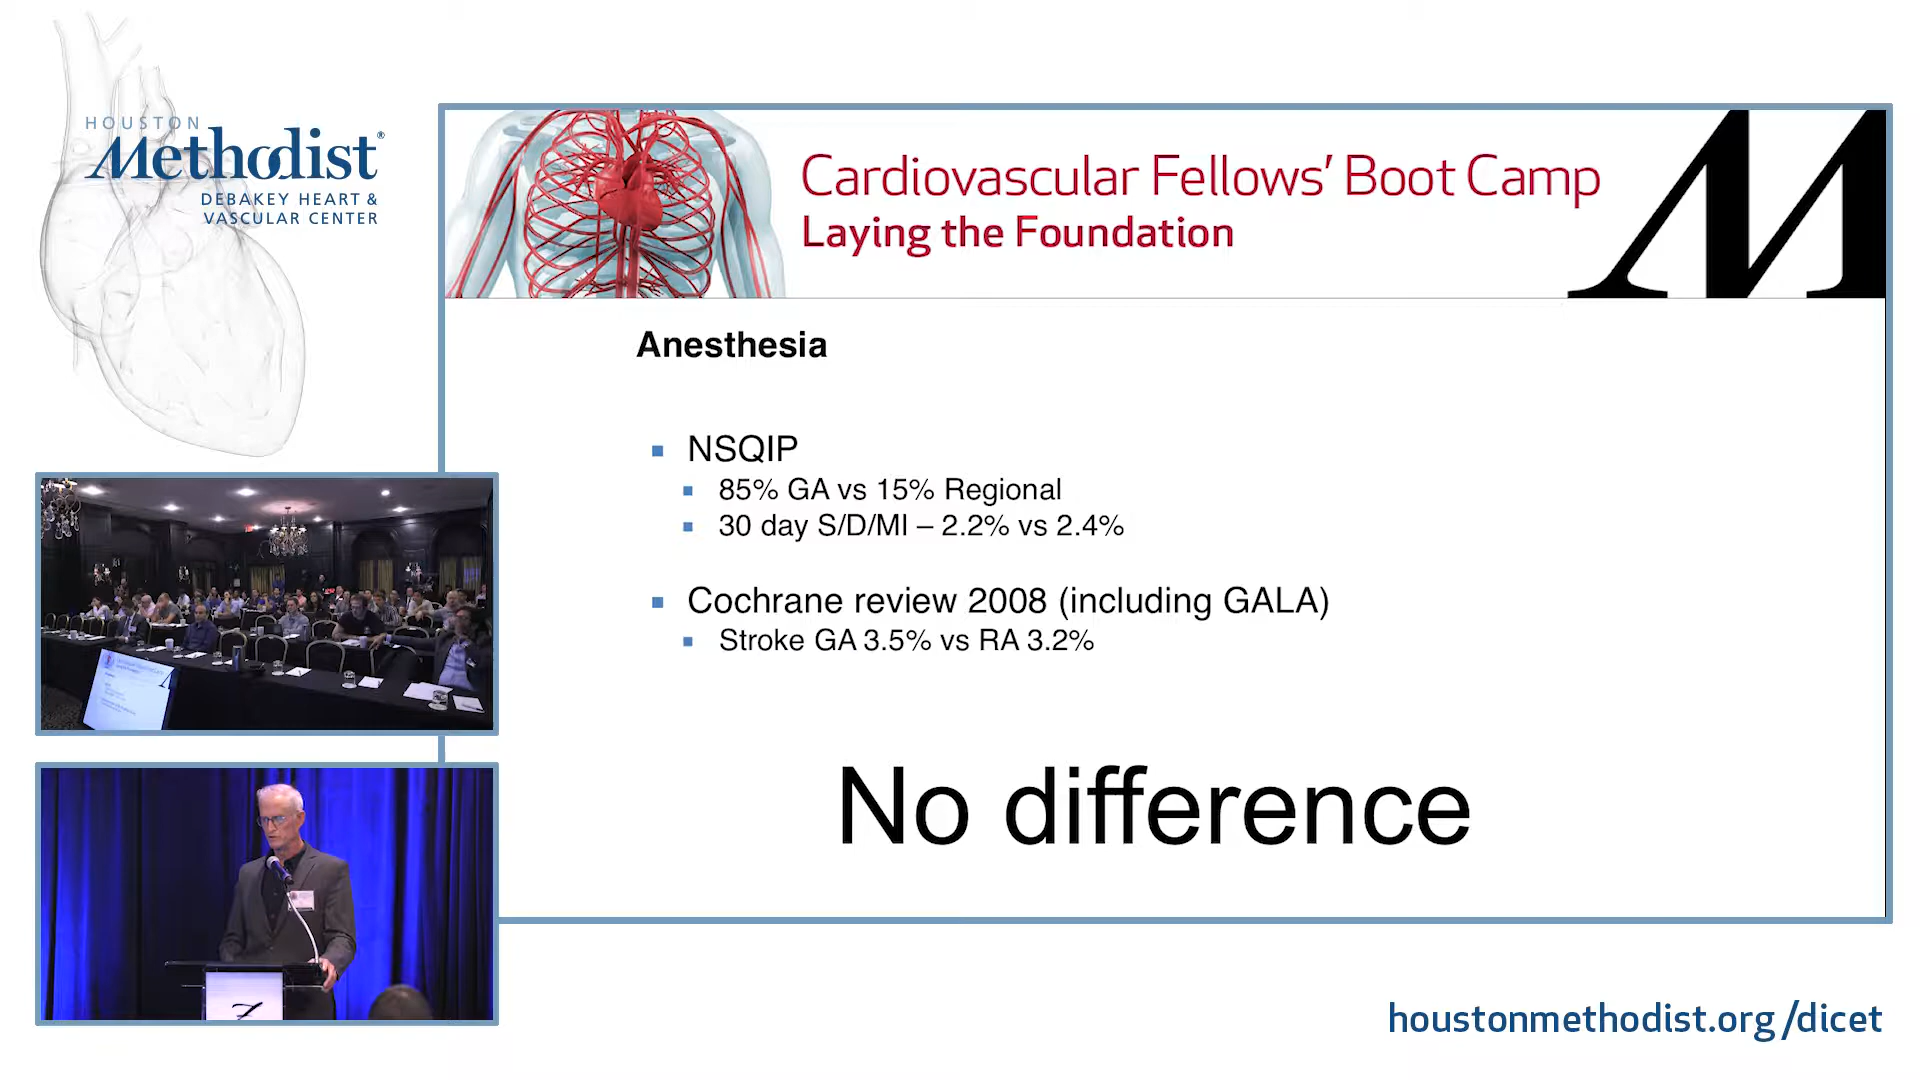 HOUSTON
Methodist®
DEBAKEY HEART &
VASCULAR CENTER
Cardiovascular Fellows’ Boot Camp
Laying the Foundation
M
Anesthesia
▪ NSQIP
▪ 85% GA vs 15% Regional
▪ 30 day S/D/MI – 2.2% vs 2.4%
▪ Cochrane review 2008 (including GALA)
▪ Stroke GA 3.5% vs RA 3.2%
No difference
houstonmethodist.org/dicet